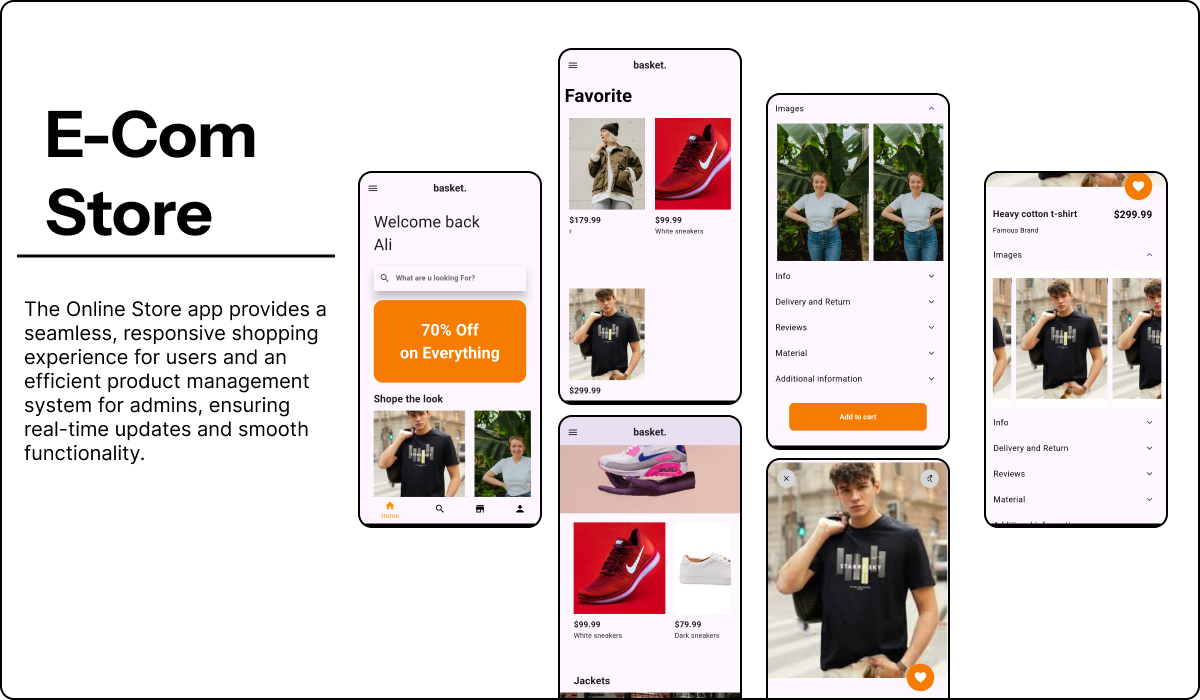 E-Com
Store
The Online Store app provides a
seamless, responsive shopping
experience for users and an
efficient product management
system for admins, ensuring
real-time updates and smooth
functionality.
basket.
Welcome back
Ali
What are u looking For?
70% Off
on Everything
Shope the look
Home
basket.
Favorite
$179.99
r
$99.99
White sneakers
$299.99
basket.
$99.99
White sneakers
$79.99
Dark sneakers
Jackets
Images
Info
Delivery and Return
Reviews
Material
Additional information
Add to cart
STARRY SKY
Heavy cotton t-shirt
$299.99
Famous Brand
Images
Info
Delivery and Return
Reviews
Material